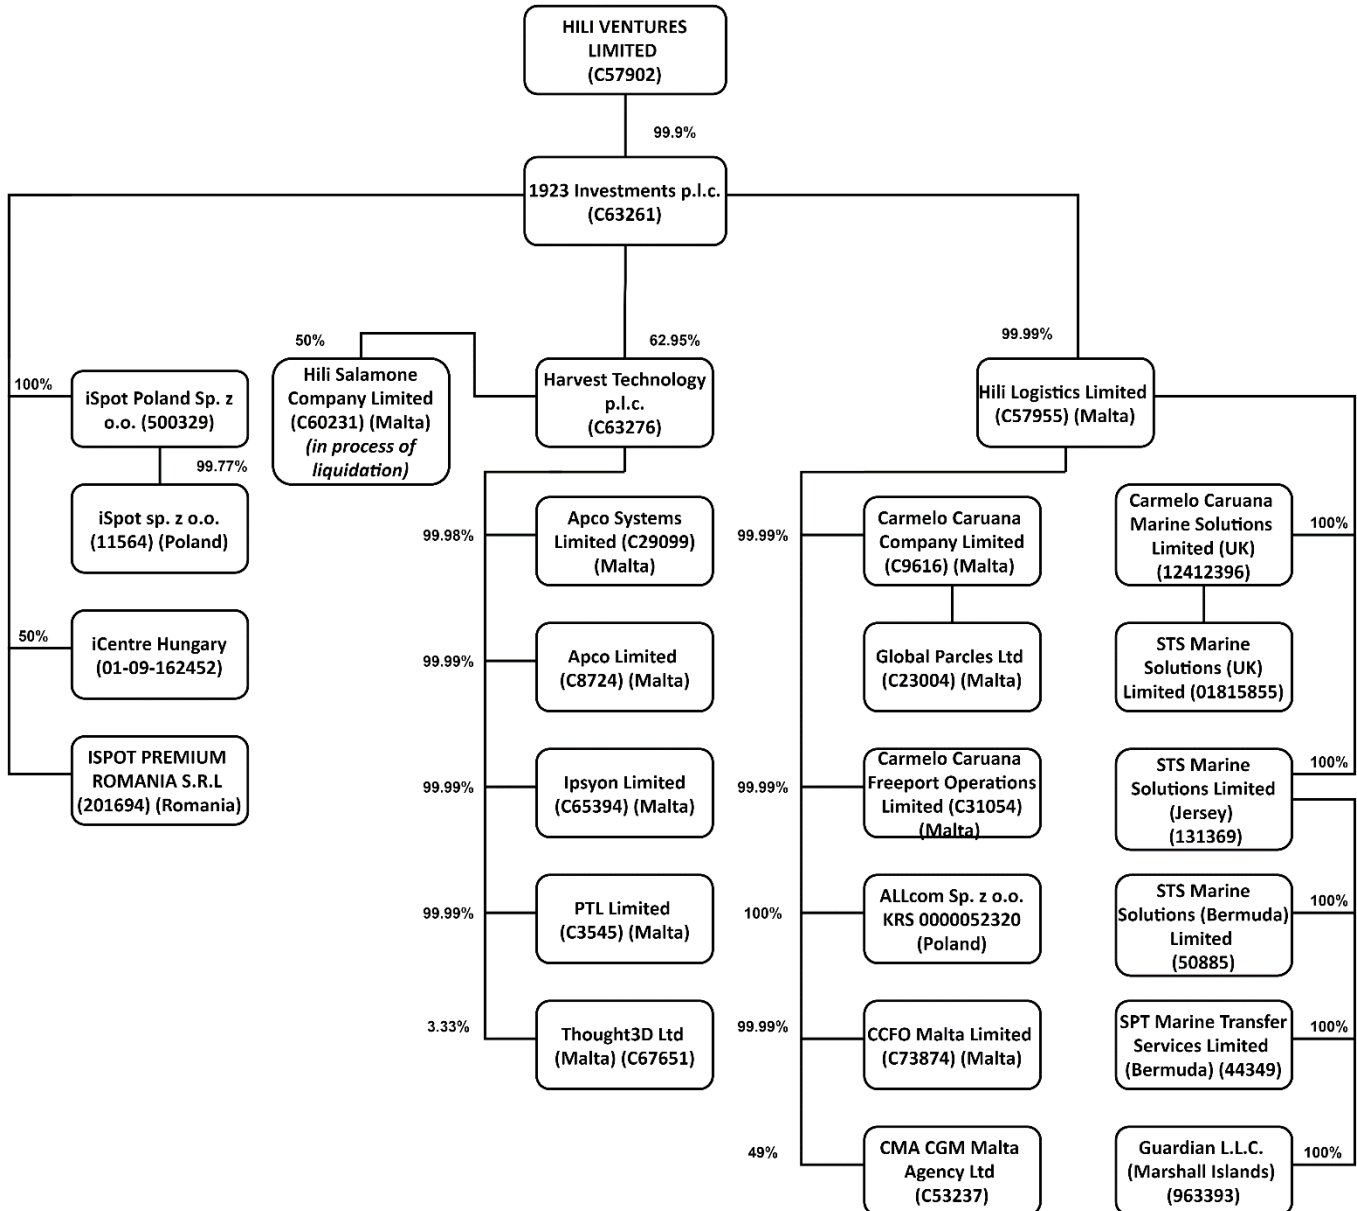 HILI VENTURES
LIMITED
(C57902)
99.9%
1923 Investments p.l.c.
(C63261)
50%
62.95%
99.99%
100%
iSpot Poland Sp. z
o.o. (500329)
Hili Salamone
Company Limited
(C60231) (Malta)
(in process of
liquidation)
Harvest Technology
p.l.c.
(C63276)
Hili Logistics Limited
(C57955) (Malta)
99.77%
iSpot sp. z o.o.
(11564) (Poland)
50%
iCentre Hungary
(01-09-162452)
ISPOT PREMIUM
ROMANIA S.R.L
(201694) (Romania)
99.98%
Apco Systems
Limited (C29099)
(Malta)
99.99%
Apco Limited
(C8724) (Malta)
99.99%
Ipsyon Limited
(C65394) (Malta)
99.99%
PTL Limited
(C3545) (Malta)
3.33%
Thought3D Ltd
(Malta) (C67651)
99.99%
Carmelo Caruana
Company Limited
(C9616) (Malta)
Global Parcles Ltd
(C23004) (Malta)
99.99%
Carmelo Caruana
Freeport Operations
Limited (C31054)
(Malta)
100%
ALLcom Sp. z o.o.
KRS 0000052320
(Poland)
99.99%
CCFO Malta Limited
(C73874) (Malta)
49%
CMA CGM Malta
Agency Ltd
(C53237)
Carmelo Caruana
Marine Solutions
Limited (UK)
(12412396)
100%
STS Marine
Solutions (UK)
Limited (01815855)
STS Marine
Solutions Limited
(Jersey)
(131369)
100%
STS Marine
Solutions (Bermuda)
Limited
(50885)
100%
SPT Marine Transfer
Services Limited
(Bermuda) (44349)
100%
Guardian L.L.C.
(Marshall Islands)
(963393)
100%